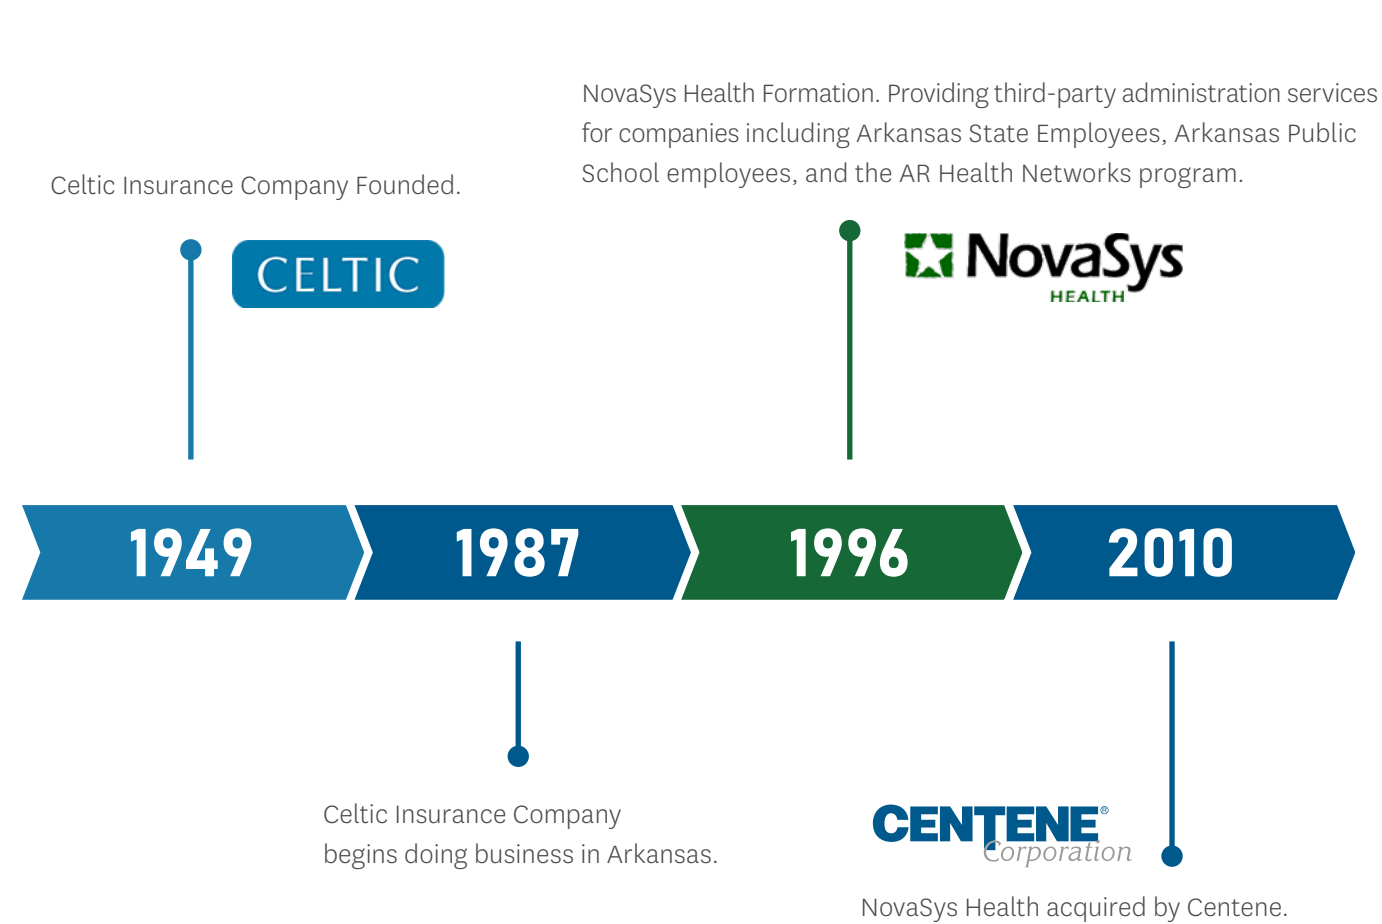 NovaSys Health Formation. Providing third-party administration services
for companies including Arkansas State Employees, Arkansas Public
School employees, and the AR Health Networks program.
Celtic Insurance Company Founded.
CELTIC
NovaSys
HEALTH
1949
1987
1996
2010
Celtic Insurance Company
begins doing business in Arkansas.
CENTENE®
Corporation
NovaSys Health acquired by Centene.